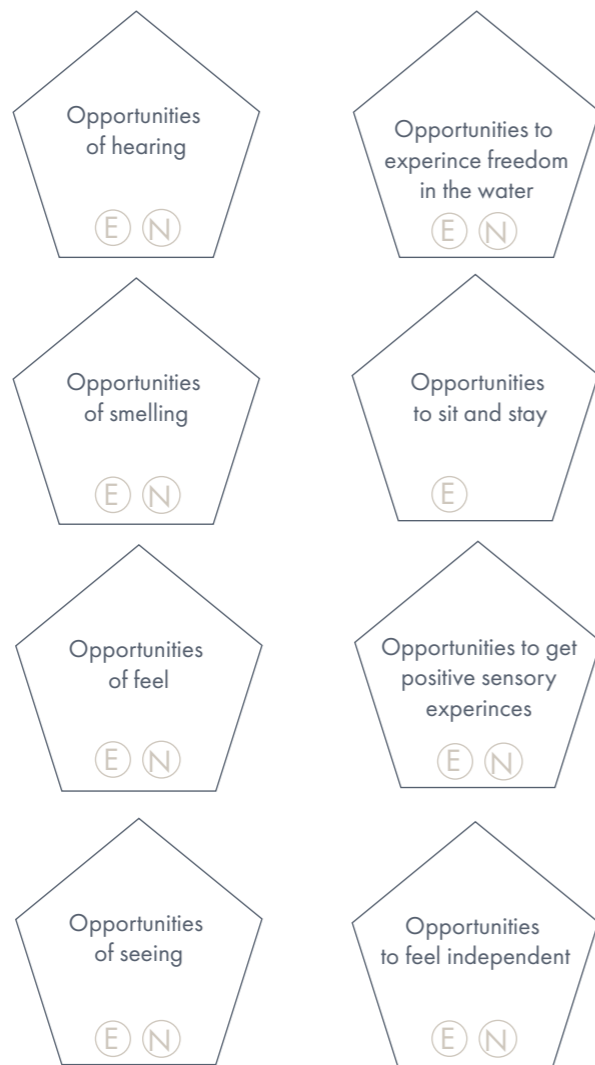 Opportunities
of hearing
E N
Opportunities to
experince freedom
in the water
E N
Opportunities
of smelling
E N
Opportunities
to sit and stay
E
Opportunities
of feel
E N
Opportunities to get
positive sensory
experinces
E N
Opportunities
of seeing
E N
Opportunities
to feel independent
E N